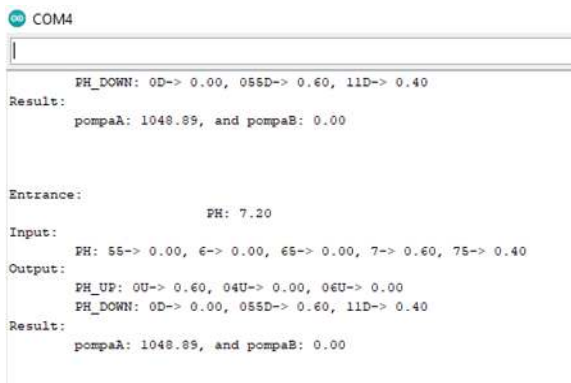 COM4
PH_DOWN: 0D-> 0.00, 055D-> 0.60, 11D-> 0.40
Result:
pompaA: 1048.89, and pompaB: 0.00
Entrance:
PH: 7.20
Input:
PH: 55-> 0.00, 6-> 0.00, 65-> 0.00, 7-> 0.60, 75-> 0.40
Output:
PH_UP: 0U-> 0.60, 04U-> 0.00, 06U-> 0.00
PH_DOWN: 0D-> 0.00, 055D-> 0.60, 11D-> 0.40
Result:
pompaA: 1048.89, and pompaB: 0.00